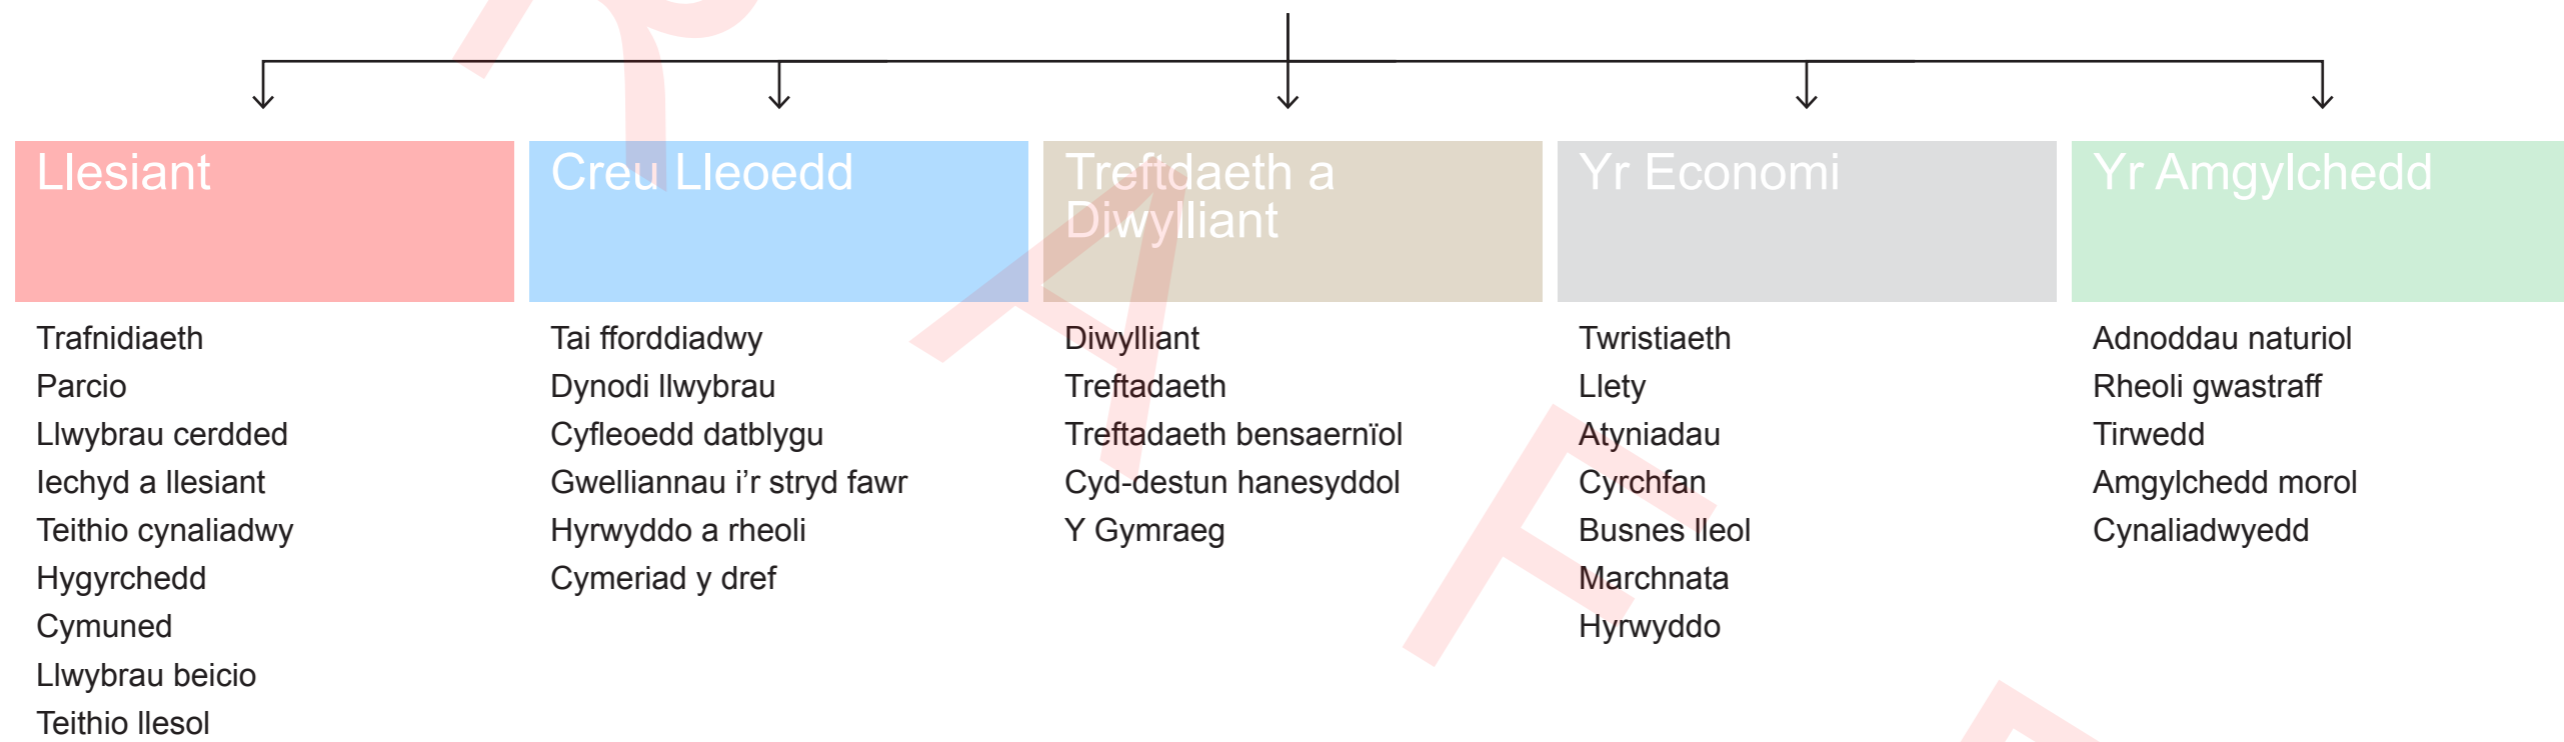 Llesiant
Trafnidiaeth
Parcio
Llwybrau cerdded
Iechyd a llesiant
Teithio cynaliadwy
Hygyrchedd
Cymuned
Llwybrau beicio
Teithio llesol
Creu Lleoedd
Tai fforddiadwy
Dynodi llwybrau
Cyfleoedd datblygu
Gwelliannau i’r stryd fawr
Hyrwyddo a rheoli
Cymeriad y dref
Treftdaeth a
Diwylliant
Diwylliant
Treftadaeth
Treftadaeth bensaernïol
Cyd-destun hanesyddol
Y Gymraeg
Yr Economi
Twristiaeth
Llety
Atyniadau
Cyrchfan
Busnes lleol
Marchnata
Hyrwyddo
Yr Amgylchedd
Adnoddau naturiol
Rheoli gwastraff
Tirwedd
Amgylchedd morol
Cynaliadwyedd